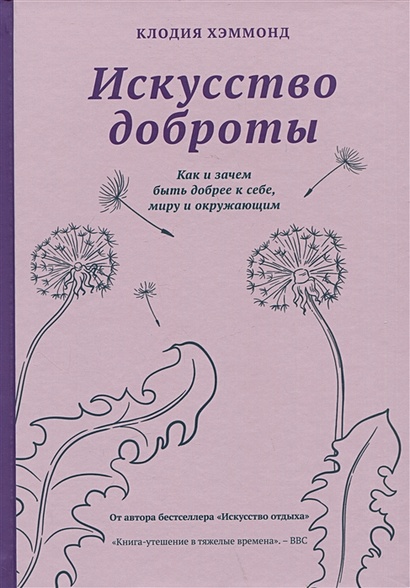 КЛОДИЯ ХЭММОНД
Искусство
доброты
Как и зачем
быть добрее к себе,
миру и окружающим
От автора бестселлера «Искусство отдыха»
«Книга-утешение в тяжелые времена». – BBC